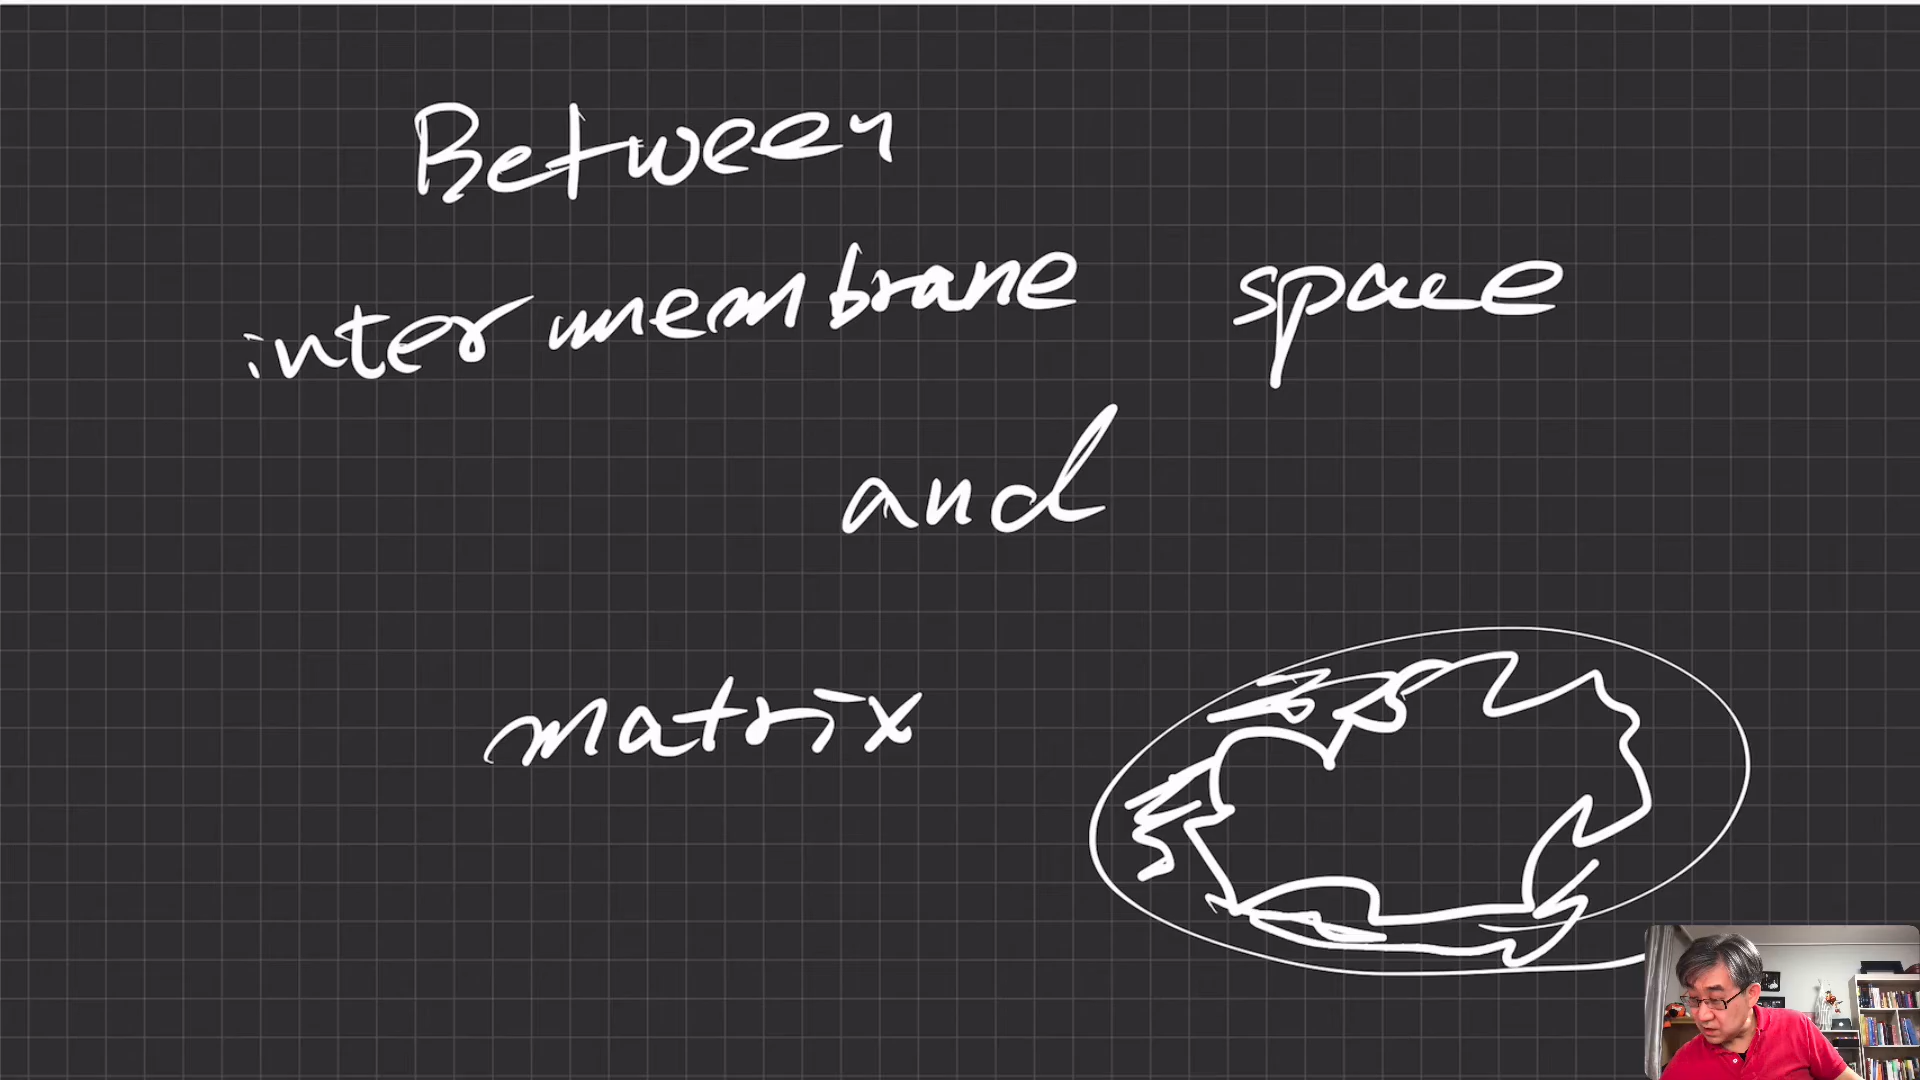 Between
intermembrane space
and
matrix